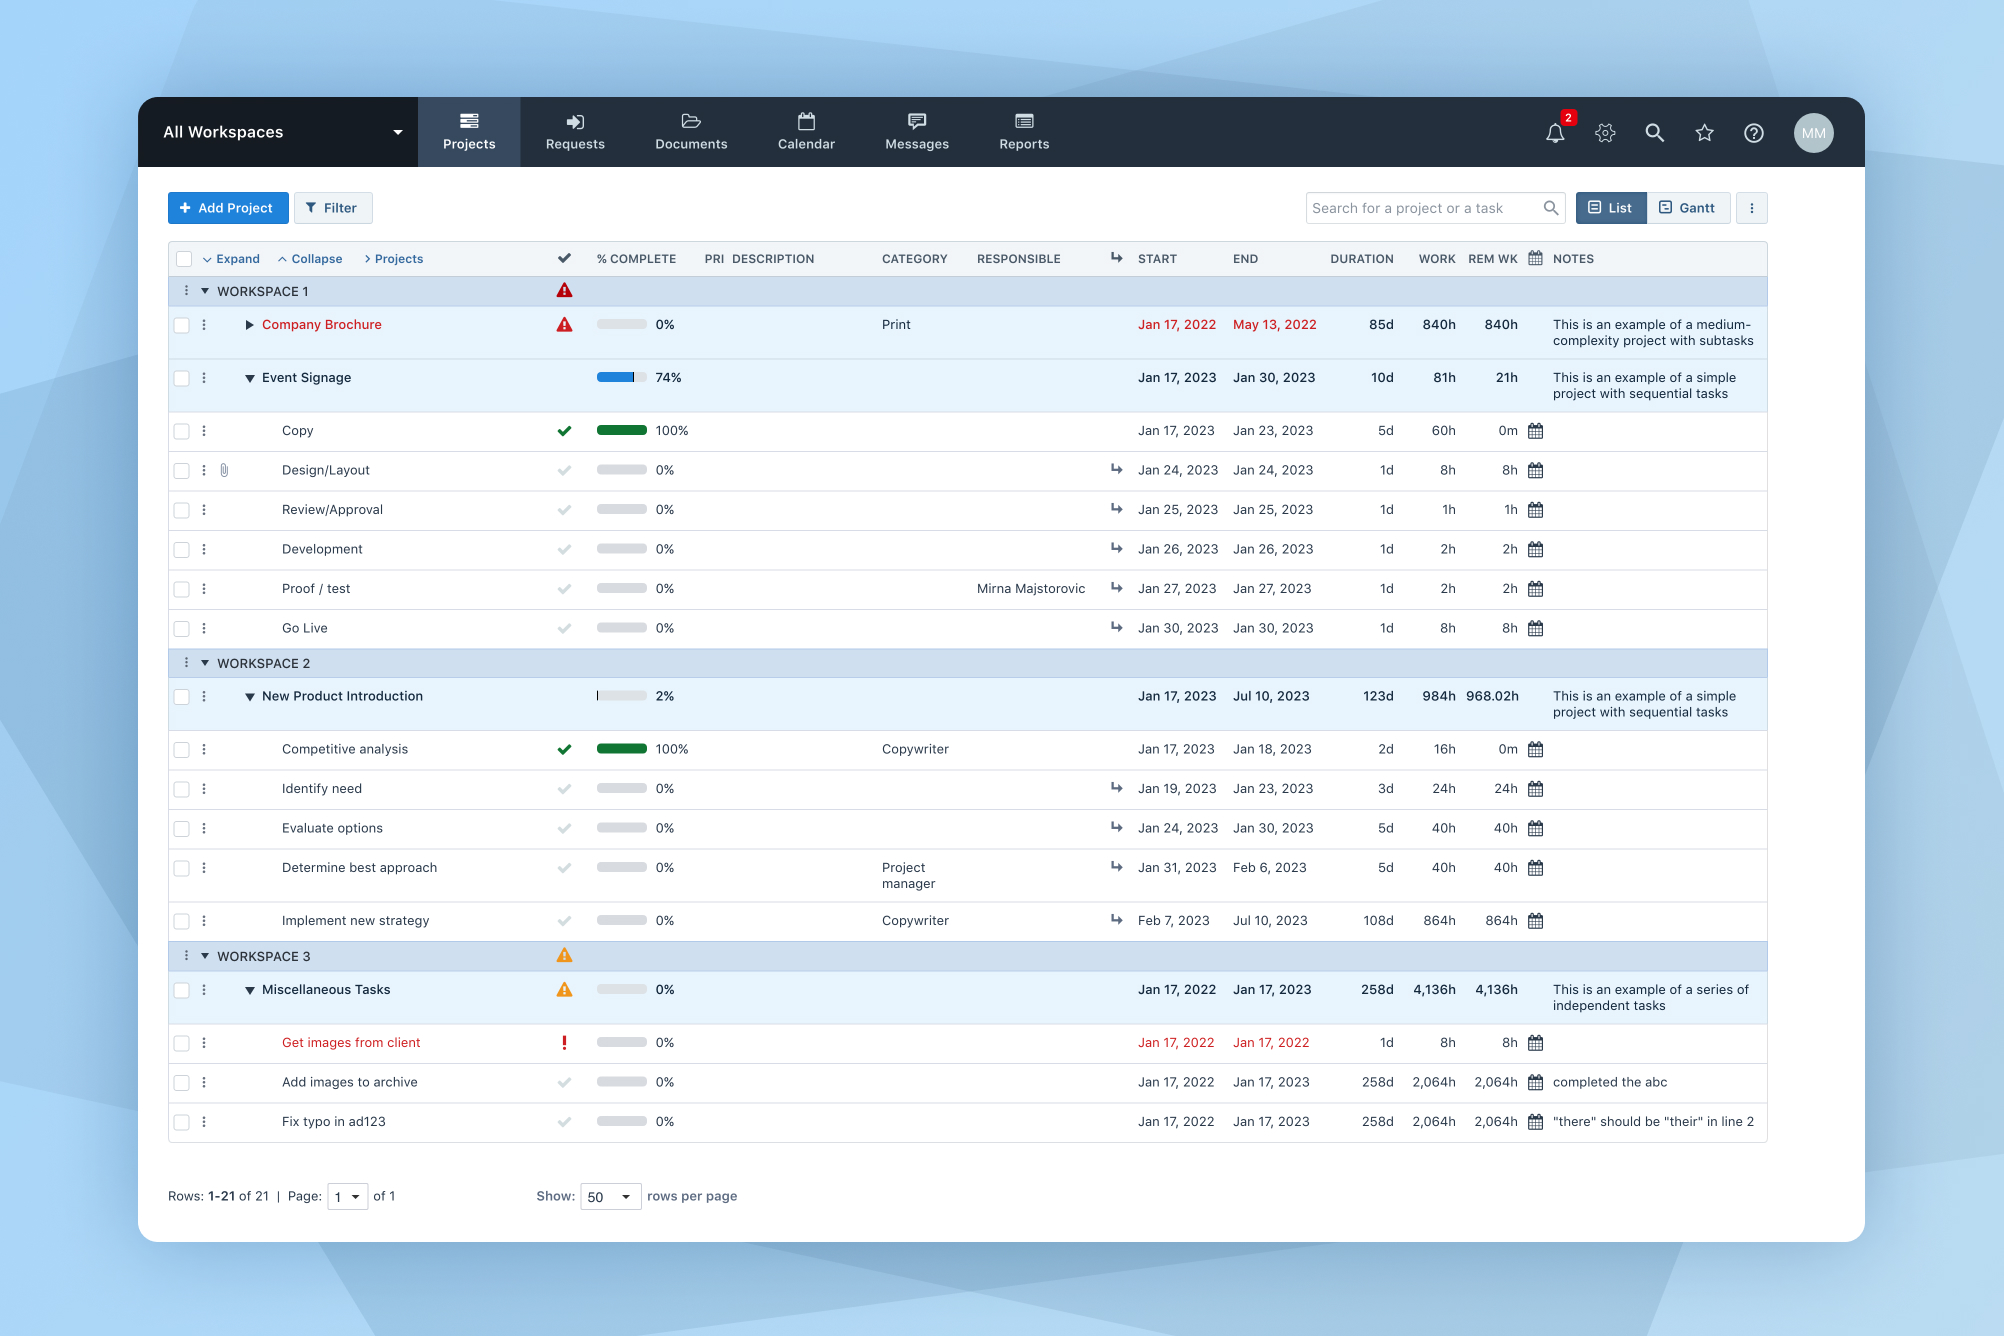 All Workspaces
Projects
Requests
Documents
Calendar
Messages
Reports
2
MM
Add Project
Filter
Search for a project or a task
List
Gantt
Expand Collapse Projects % COMPLETE PRI DESCRIPTION CATEGORY RESPONSIBLE START END DURATION WORK REM WK NOTES
WORKSPACE 1
Company Brochure 0% Print Jan 17, 2022 May 13, 2022 85d 840h 840h This is an example of a medium-
complexity project with subtasks
Event Signage 74% Jan 17, 2023 Jan 30, 2023 10d 81h 21h This is an example of a simple
project with sequential tasks
Copy 100% Jan 17, 2023 Jan 23, 2023 5d 60h 0m
Design/Layout 0% Jan 24, 2023 Jan 24, 2023 1d 8h 8h
Review/Approval 0% Jan 25, 2023 Jan 25, 2023 1d 1h 1h
Development 0% Jan 26, 2023 Jan 26, 2023 1d 2h 2h
Proof / test 0% Mirna Majstorovic Jan 27, 2023 Jan 27, 2023 1d 2h 2h
Go Live 0% Jan 30, 2023 Jan 30, 2023 1d 8h 8h
WORKSPACE 2
New Product Introduction 2% Jan 17, 2023 Jul 10, 2023 123d 984h 968.02h This is an example of a simple
project with sequential tasks
Competitive analysis 100% Copywriter Jan 17, 2023 Jan 18, 2023 2d 16h 0m
Identify need 0% Jan 19, 2023 Jan 23, 2023 3d 24h 24h
Evaluate options 0% Jan 24, 2023 Jan 30, 2023 5d 40h 40h
Determine best approach 0% Project Jan 31, 2023 Feb 6, 2023 5d 40h 40h
manager
Implement new strategy 0% Copywriter Feb 7, 2023 Jul 10, 2023 108d 864h 864h
WORKSPACE 3
Miscellaneous Tasks 0% Jan 17, 2022 Jan 17, 2023 258d 4,136h 4,136h This is an example of a series of
independent tasks
Get images from client 0% Jan 17, 2022 Jan 17, 2022 1d 8h 8h
Add images to archive 0% Jan 17, 2022 Jan 17, 2023 258d 2,064h 2,064h completed the abc
Fix typo in ad123 0% Jan 17, 2022 Jan 17, 2023 258d 2,064h 2,064h "there" should be "their" in line 2
Rows: 1-21 of 21 | Page: 1 of 1 Show: 50 rows per page